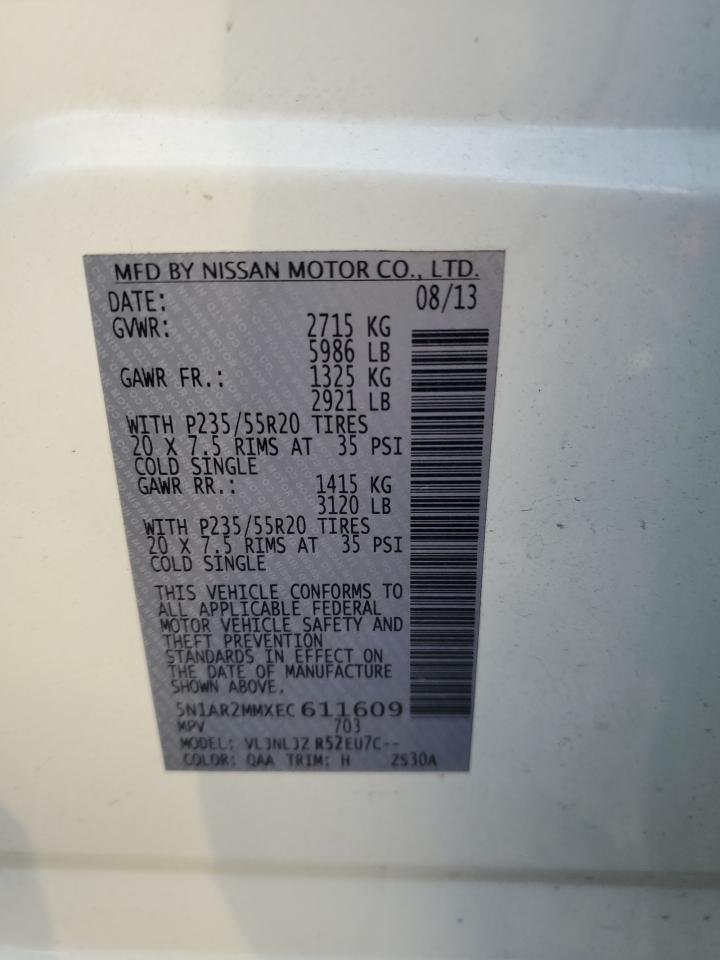 MFD BY NISSAN MOTOR CO., LTD.
DATE: 08/13
GVWR: 2715 KG
5986 LB
GAWR FR.: 1325 KG
2921 LB
WITH P235/55R20 TIRES
20 X 7.5 RIMS AT 35 PSI
COLD SINGLE
GAWR RR.: 1415 KG
3120 LB
WITH P235/55R20 TIRES
20 X 7.5 RIMS AT 35 PSI
COLD SINGLE
THIS VEHICLE CONFORMS TO
ALL APPLICABLE FEDERAL
MOTOR VEHICLE SAFETY AND
THEFT PREVENTION
STANDARDS IN EFFECT ON
THE DATE OF MANUFACTURE
SHOWN ABOVE.
5N1AR2MMXEC611609
MPV 703
MODEL: VL3NL3Z R52EU7C--
COLOR: QAA TRIM: H 2S30A